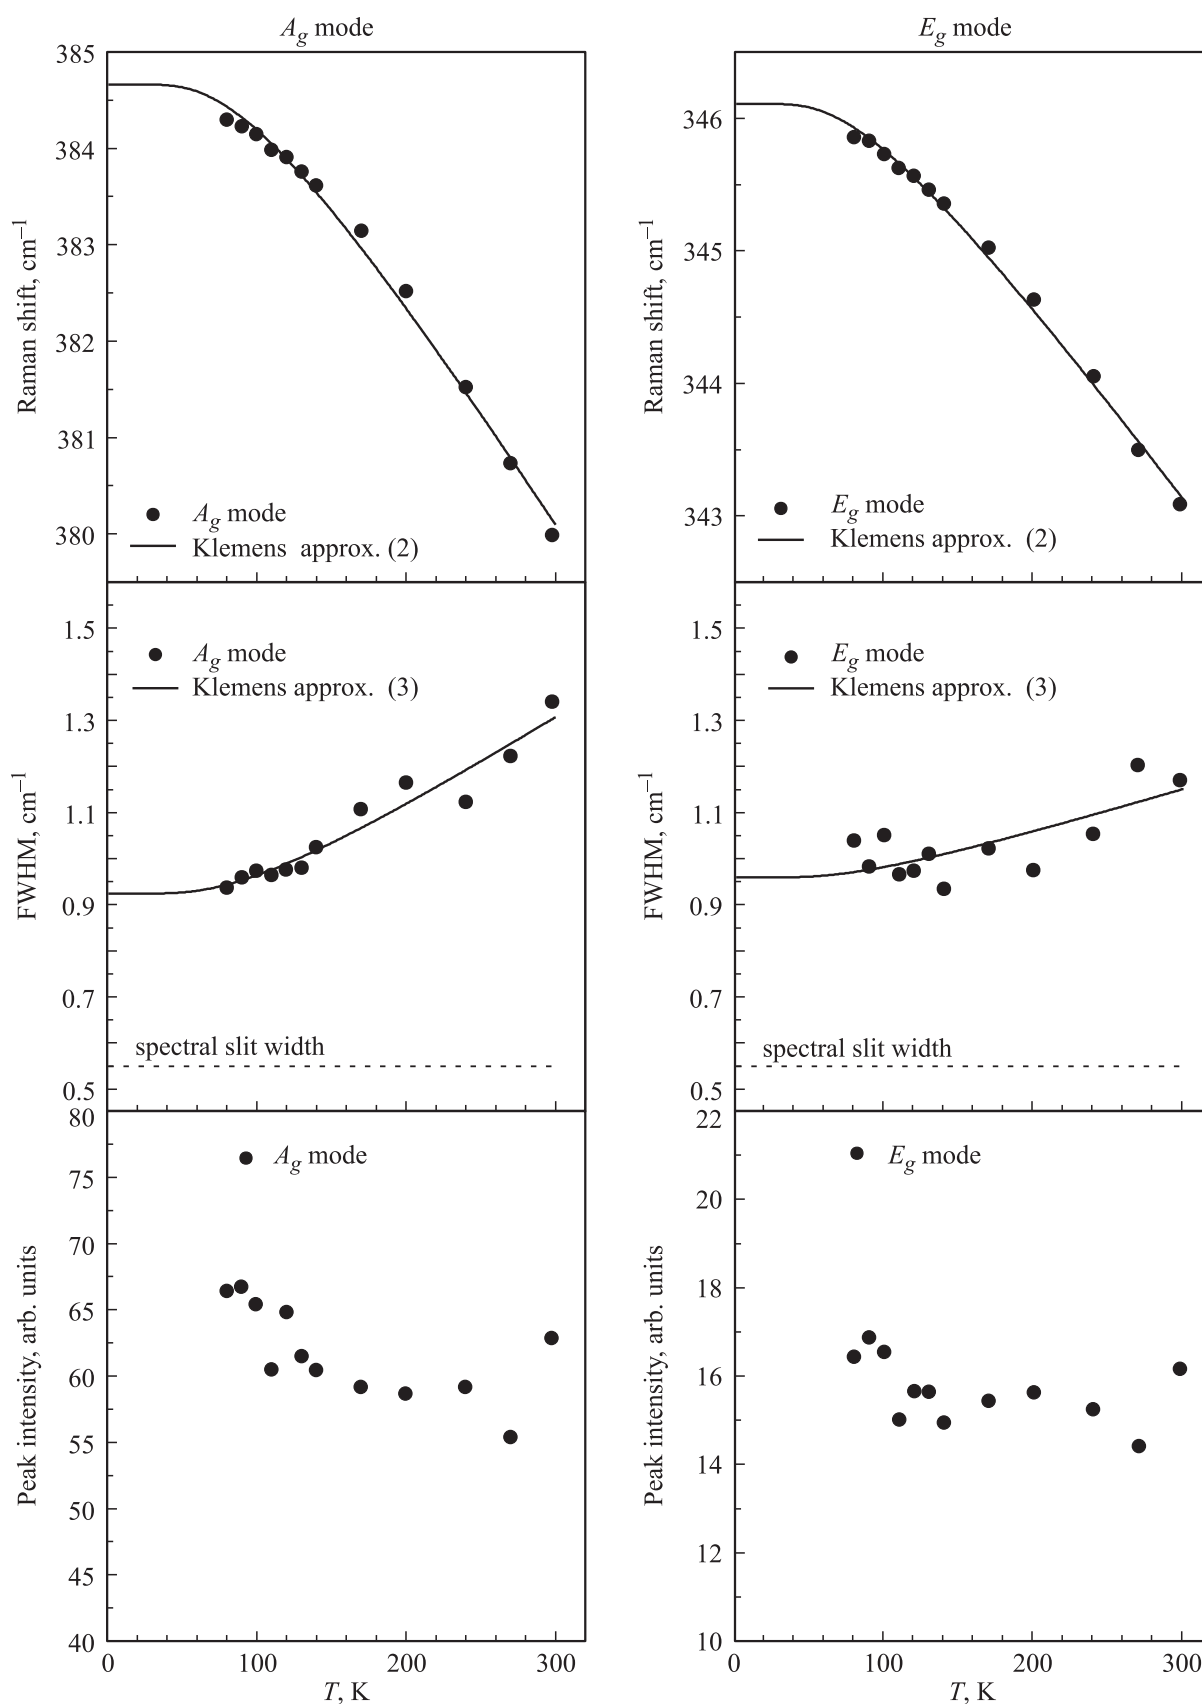 A_g mode
E_g mode
385
384
383
382
381
380
Raman shift, cm⁻¹
A_g mode
Klemens approx. (2)
346
345
344
343
Raman shift, cm⁻¹
E_g mode
Klemens approx. (2)
1.5
1.3
1.1
0.9
0.7
0.5
FWHM, cm⁻¹
A_g mode
Klemens approx. (3)
spectral slit width
1.5
1.3
1.1
0.9
0.7
0.5
FWHM, cm⁻¹
E_g mode
Klemens approx. (3)
spectral slit width
80
75
70
65
60
55
50
45
40
Peak intensity, arb. units
A_g mode
0 100 200 300
T, K
22
20
18
16
14
12
10
Peak intensity, arb. units
E_g mode
0 100 200 300
T, K